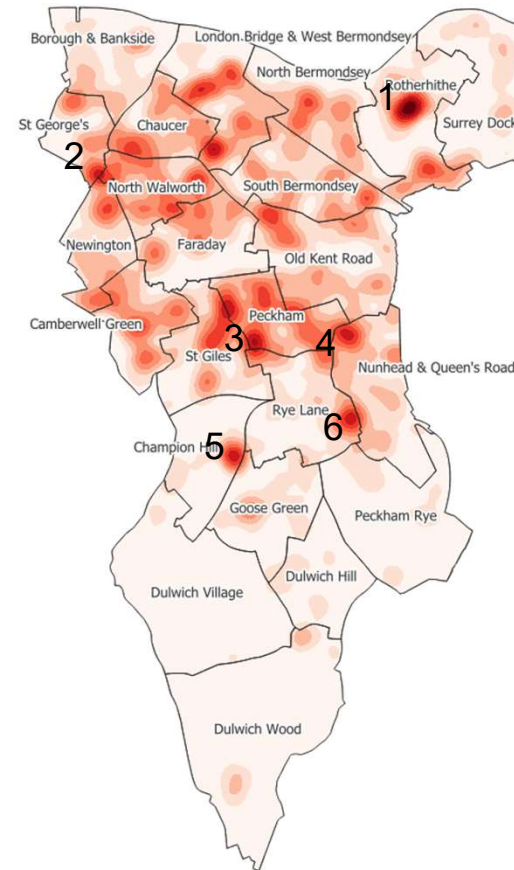 Borough & Bankside
London Bridge & West Bermondsey
North Bermondsey
Rotherhithe
1
St George's
Chaucer
Surrey Dock
2
North Walworth
South Bermondsey
Newington
Faraday
Old Kent Road
Camberwell Green
Peckham
3
4
St Giles
Nunhead & Queen's Road
Rye Lane
6
Champion Hill
5
Goose Green
Peckham Rye
Dulwich Hill
Dulwich Village
Dulwich Wood